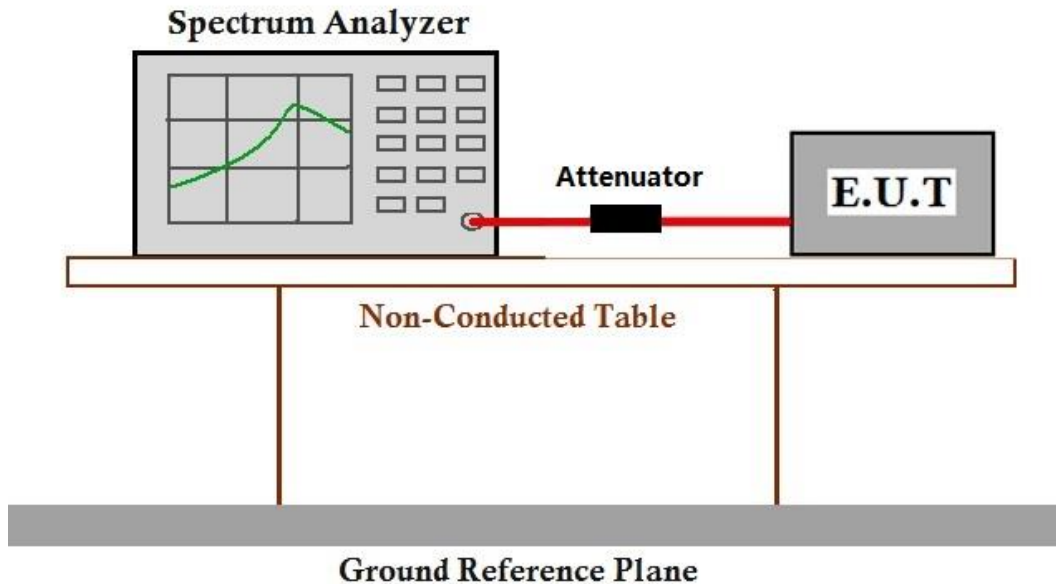 Spectrum Analyzer
Attenuator
E.U.T
Non-Conducted Table
Ground Reference Plane